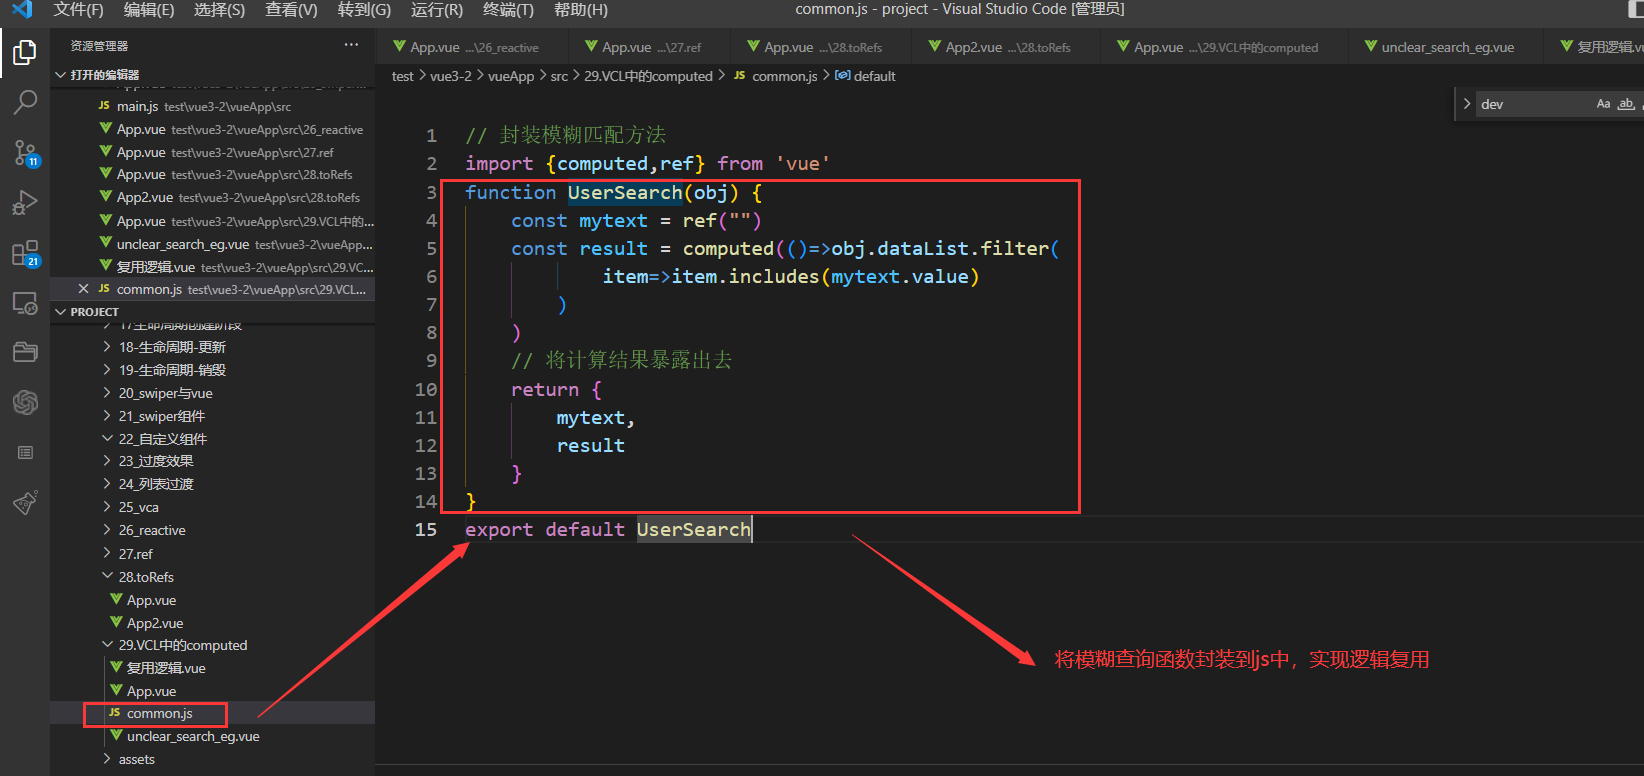 文件(F) 编辑(E) 选择(S) 查看(V) 转到(G) 运行(R) 终端(T) 帮助(H) common.js - project - Visual Studio Code [管理员]
资源管理器 ···
App.vue ...\26_reactive App.vue ...\27.ref App.vue ...\28.toRefs App2.vue ...\28.toRefs App.vue ...\29.VCL中的computed unclear_search_eg.vue 复用逻辑.vu
打开的编辑器
test > vue3-2 > vueApp > src > 29.VCL中的computed > JS common.js > default
> dev Aa ab,
JS main.js test\vue3-2\vueApp\src
App.vue test\vue3-2\vueApp\src\26_reactive
App.vue test\vue3-2\vueApp\src\27.ref
App.vue test\vue3-2\vueApp\src\28.toRefs
App2.vue test\vue3-2\vueApp\src\28.toRefs
App.vue test\vue3-2\vueApp\src\29.VCL中的...
unclear_search_eg.vue test\vue3-2\vueApp...
复用逻辑.vue test\vue3-2\vueApp\src\29.VC...
JS common.js test\vue3-2\vueApp\src\29.VCL...
11
21
PROJECT
17生命周期创建阶段
18-生命周期-更新
19-生命周期-销毁
20_swiper与vue
21_swiper组件
22_自定义组件
23_过度效果
24_列表过渡
25_vca
26_reactive
27.ref
28.toRefs
App.vue
App2.vue
29.VCL中的computed
复用逻辑.vue
App.vue
JS common.js
unclear_search_eg.vue
assets
1 // 封装模糊匹配方法
2 import {computed,ref} from 'vue'
3 function UserSearch(obj) {
4 const mytext = ref("")
5 const result = computed(()=>obj.dataList.filter(
6 item=>item.includes(mytext.value)
7 )
8 )
9 // 将计算结果暴露出去
10 return {
11 mytext,
12 result
13 }
14 }
15 export default UserSearch
将模糊查询函数封装到js中，实现逻辑复用